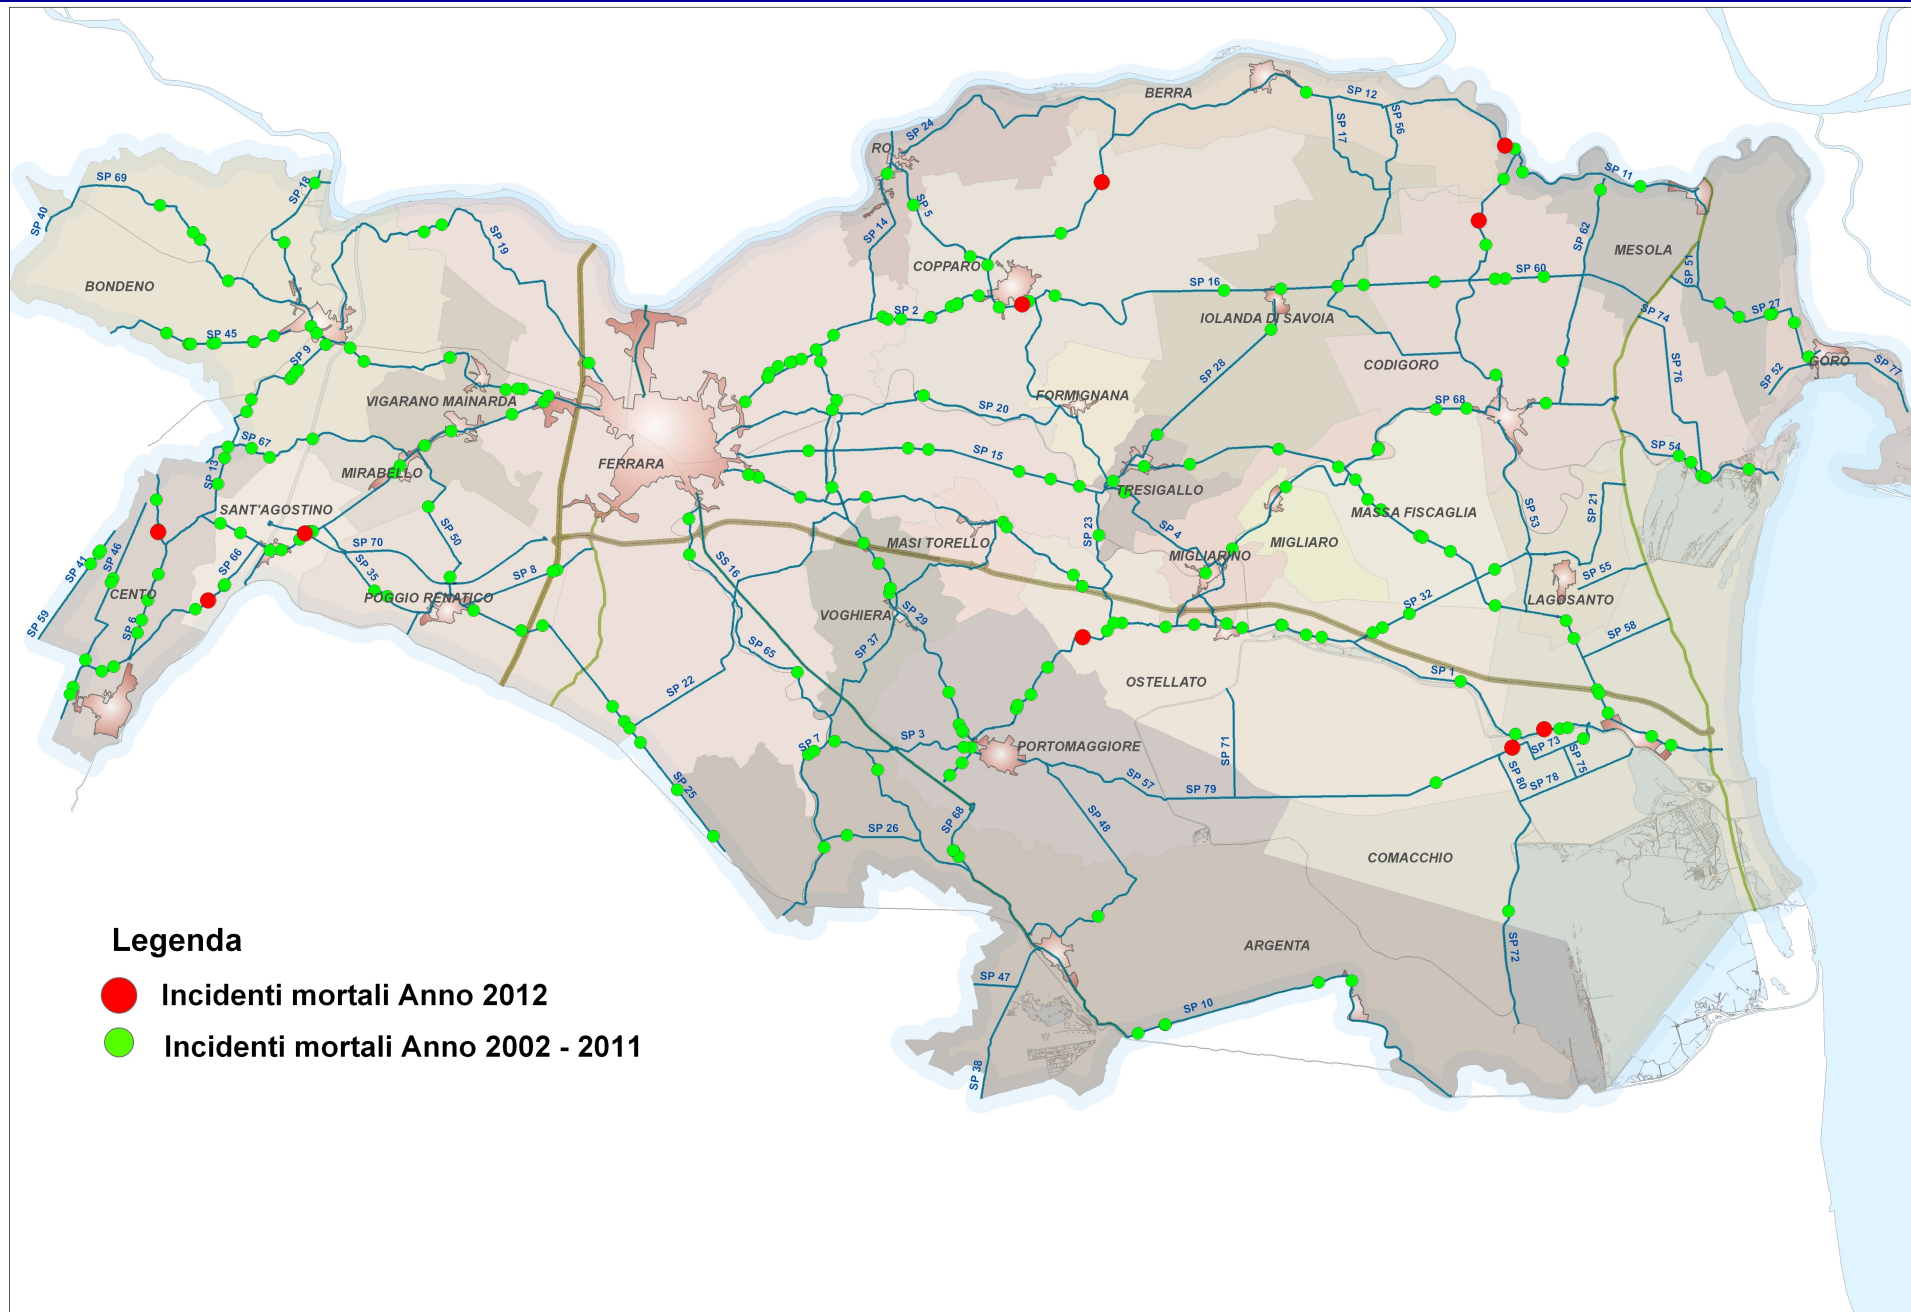 BERRA
SP 12
SP 17
SP 56
SP 24
RO
SP 11
SP 69
SP 18
SP 40
SP 5
SP 14
SP 19
SP 62
MESOLA
COPPARO
SP 51
SP 60
BONDENO
SP 16
SP 2
SP 27
SP 74
IOLANDA DI SAVOIA
SP 45
SP 9
SP 28
CODIGORO
SP 76
GORO
SP 77
SP 52
FORMIGNANA
VIGARANO MAINARDA
SP 20
SP 68
SP 67
SP 54
SP 15
FERRARA
MIRABELLO
SP 13
TRESIGALLO
SANT'AGOSTINO
MASSA FISCAGLIA
SP 21
SP 53
SP 50
SP 23
SP 4
MASI TORELLO
MIGLIARO
SP 70
SP 46
SP 66
MIGLIARINO
SP 41
SS 16
SP 35
SP 8
SP 55
CENTO
POGGIO RENATICO
LAGOSANTO
SP 32
VOGHIERA
SP 29
SP 59
SP 6
SP 58
SP 37
SP 65
SP 1
OSTELLATO
SP 22
SP 3
SP 7
PORTOMAGGIORE
SP 71
SP 73
SP 75
SP 57
SP 80
SP 78
SP 25
SP 79
SP 48
SP 68
SP 26
COMACCHIO
ARGENTA
SP 72
Legenda
SP 47
Incidenti mortali Anno 2012
SP 10
Incidenti mortali Anno 2002 - 2011
SP 38